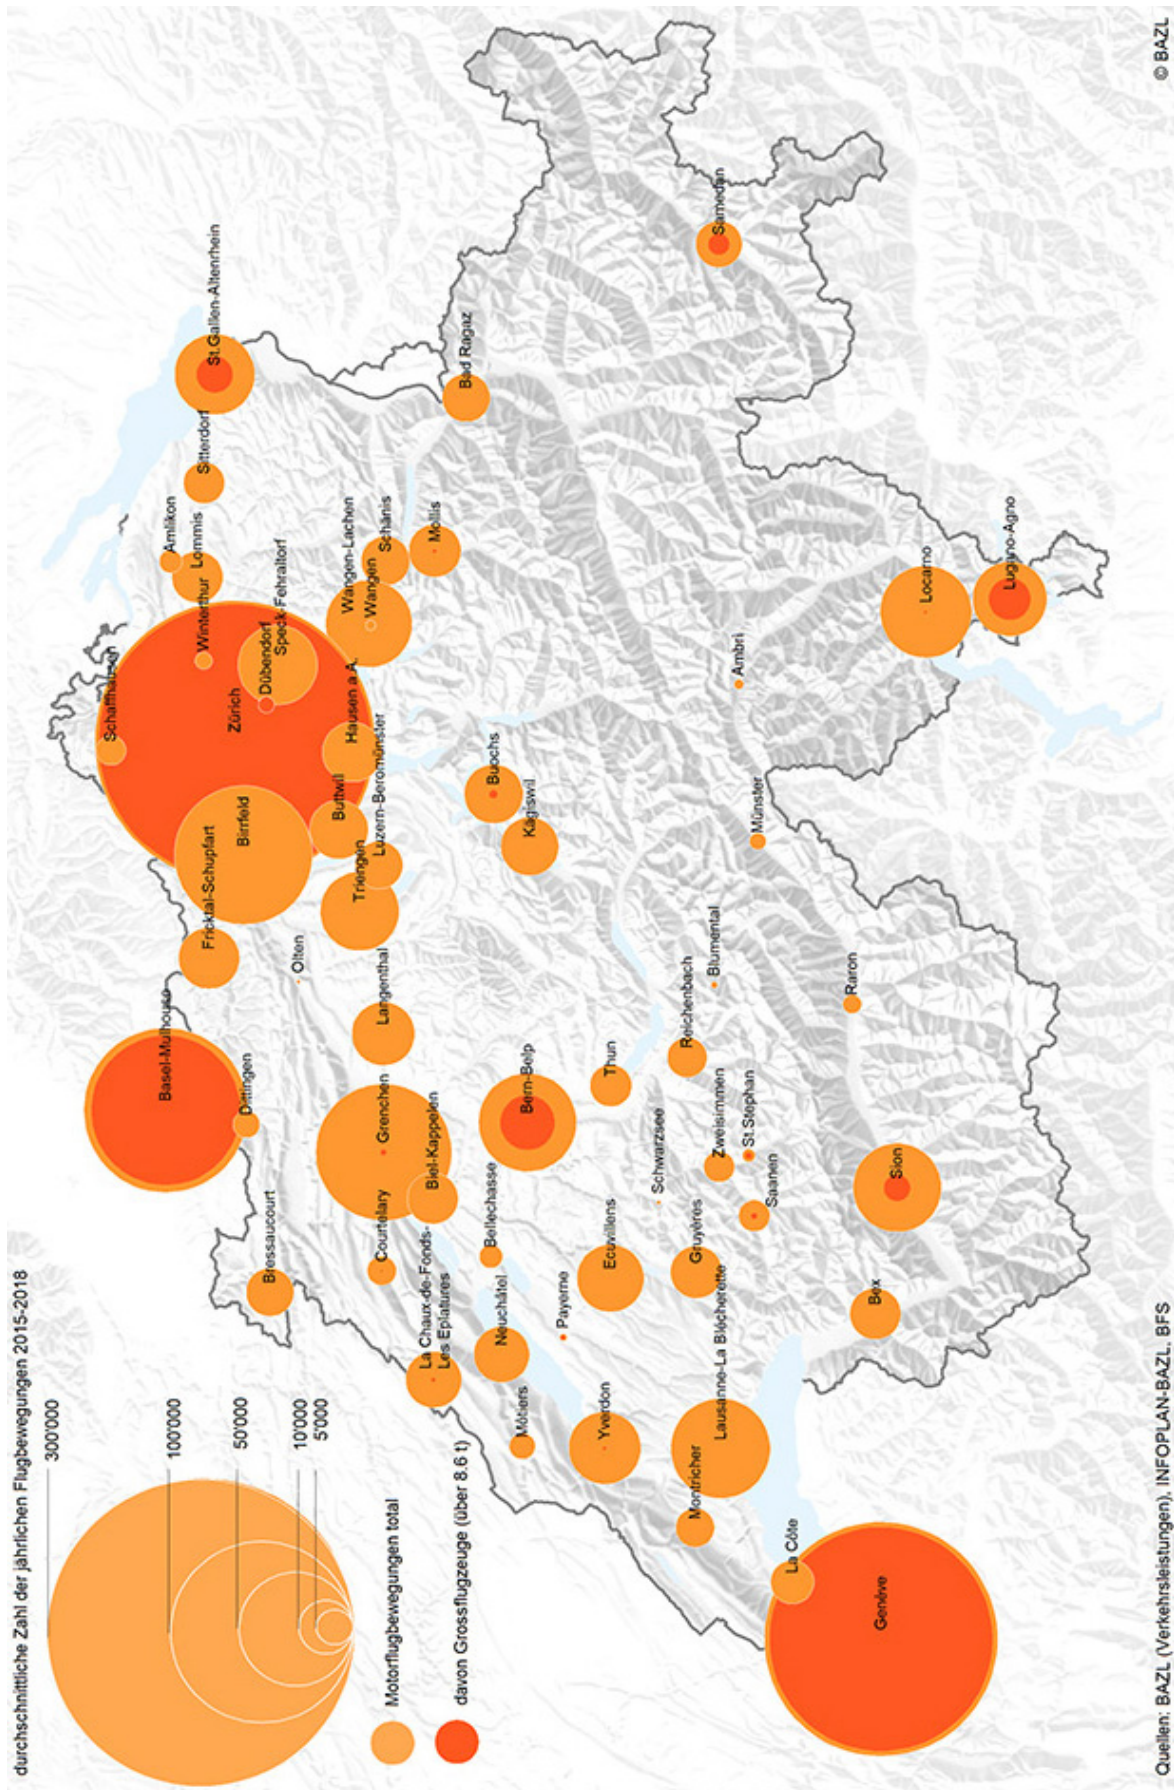 durchschnittliche Zahl der jährlichen Flugbewegungen 2015-2018
300'000
100'000
50'000
10'000
5'000
Motorflugbewegungen total
davon Grossflugzeuge (über 8.6 t)
Schaffhausen
Basel-Mulhouse
Fricktal-Schupfart
Birrfeld
Zürich
Winterthur
Amlikon
Lommis
Sitterdorf
St.Gallen-Altenrhein
Dittingen
Bressaucourt
Olten
Dübendorf
Speck-Fehraltorf
Buttwil
Hausen a.A.
Triengen
Luzern-Beromünster
Wangen-Lachen
Wangen
Schänis
Mollis
Langenthal
Grenchen
Biel-Kappelen
Courtelary
La Chaux-de-Fonds-
Les Eplatures
Bad Ragaz
Buochs
Kägiswil
Bern-Belp
Bellechasse
Neuchâtel
Môtiers
Payerne
Thun
Ecuvillens
Yverdon
Schwarzsee
Reichenbach
Blumental
Gruyères
Zweisimmen
St.Stephan
Saanen
Lausanne-La Blécherette
Montricher
Samedan
Ambri
Münster
La Côte
Raron
Bex
Sion
Genève
Locarno
Lugano-Agno
Quellen: BAZL (Verkehrsleistungen), INFOPLAN-BAZL, BFS
© BAZL